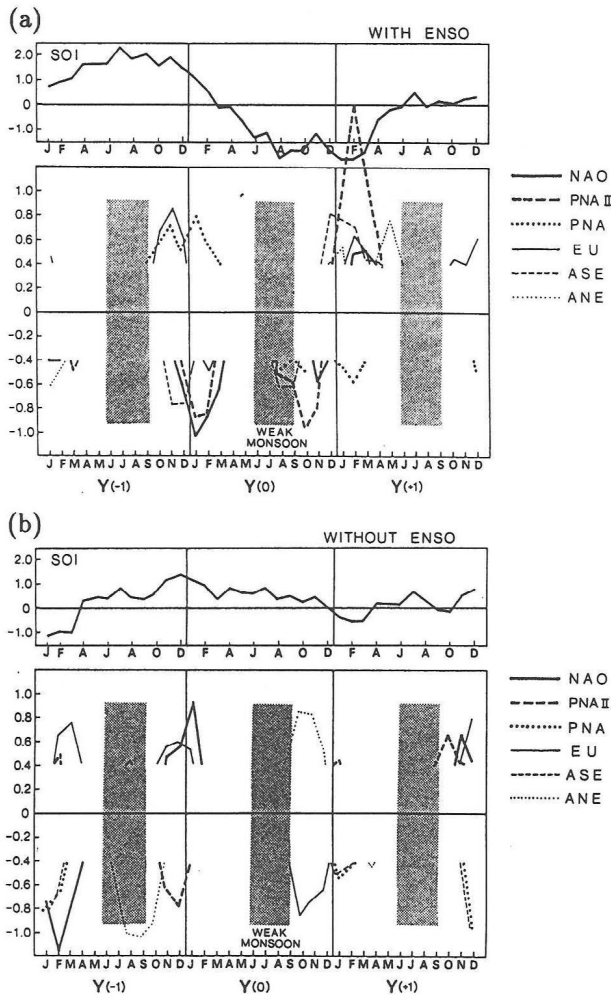 (a)
WITH ENSO
SOI
2.0
1.0
0
-1.0
J F M A M J J A S O N D J F M A M J J A S O N D J F M A M J J A S O N D
0.8
0.6
0.4
0.2
0
-0.2
-0.4
-0.6
-0.8
-1.0
WEAK
MONSOON
J F M A M J J A S O N D J F M A M J J A S O N D J F M A M J J A S O N D
Y(-1) Y(0) Y(+1)
NAO
PNA II
PNA
EU
ASE
ANE
(b)
WITHOUT ENSO
SOI
2.0
1.0
0
-1.0
J F M A M J J A S O N D J F M A M J J A S O N D J F M A M J J A S O N D
0.8
0.6
0.4
0.2
0
-0.2
-0.4
-0.6
-0.8
-1.0
WEAK
MONSOON
J F M A M J J A S O N D J F M A M J J A S O N D J F M A M J J A S O N D
Y(-1) Y(0) Y(+1)
NAO
PNA II
PNA
EU
ASE
ANE